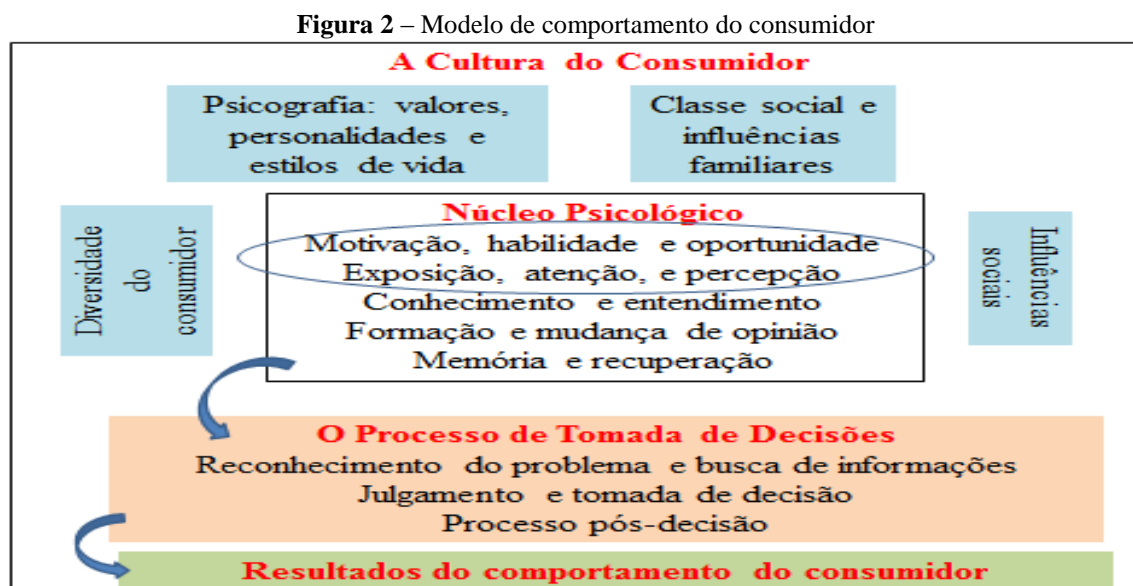 Figura 2 – Modelo de comportamento do consumidor
A Cultura do Consumidor
Psicografia: valores,
personalidades e
estilos de vida
Classe social e
influências
familiares
Diversidade
do
consumidor
Núcleo Psicológico
Motivação, habilidade e oportunidade
Exposição, atenção, e percepção
Conhecimento e entendimento
Formação e mudança de opinião
Memória e recuperação
Influências
sociais
O Processo de Tomada de Decisões
Reconhecimento do problema e busca de informações
Julgamento e tomada de decisão
Processo pós-decisão
Resultados do comportamento do consumidor